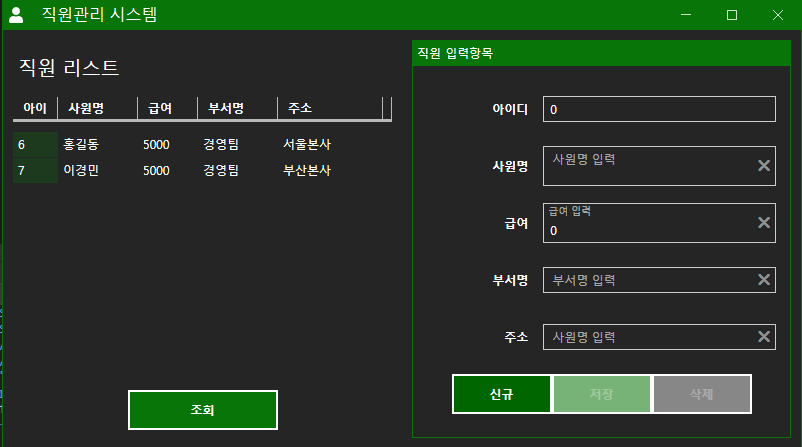 직원관리 시스템
직원 리스트
아이 사원명 급여 부서명 주소
6 홍길동 5000 경영팀 서울본사
7 이경민 5000 경영팀 부산본사
조회
직원 입력항목
아이디 0
사원명 사원명 입력
급여 급여 입력
0
부서명 부서명 입력
주소 사원명 입력
신규 저장 삭제